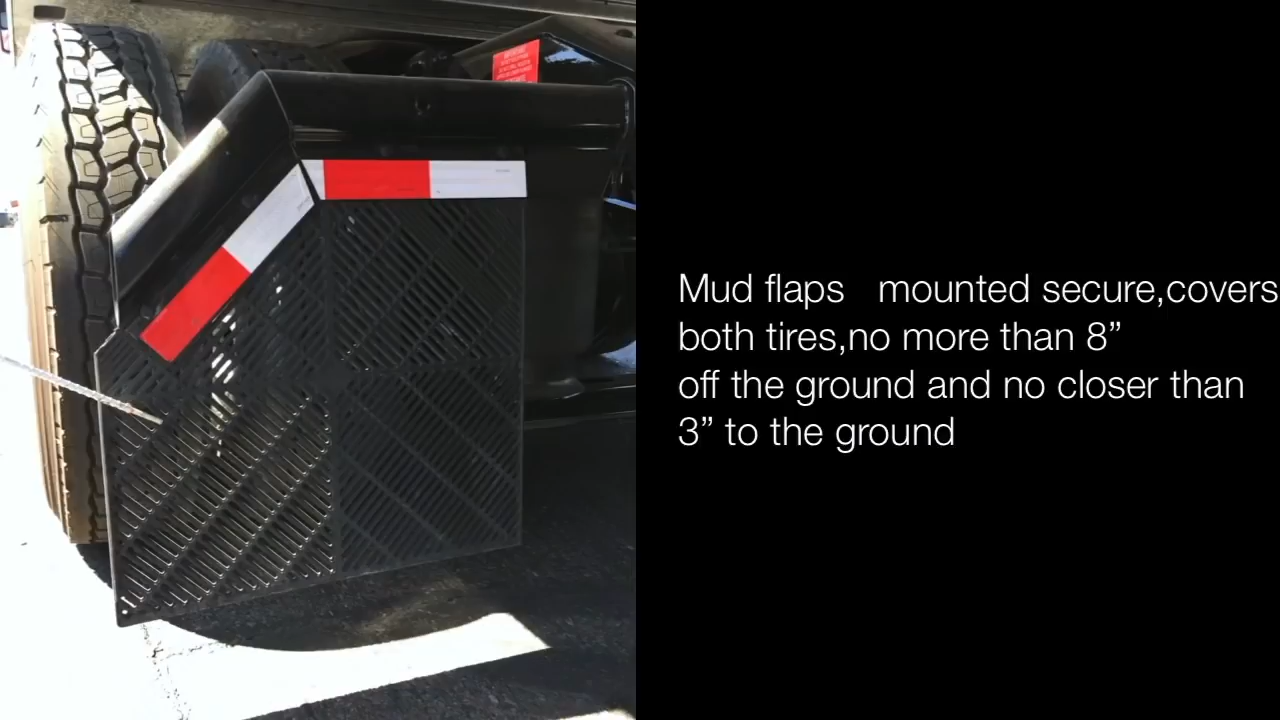 Mud flaps   mounted secure,covers
both tires,no more than 8”
off the ground and no closer than
3” to the ground